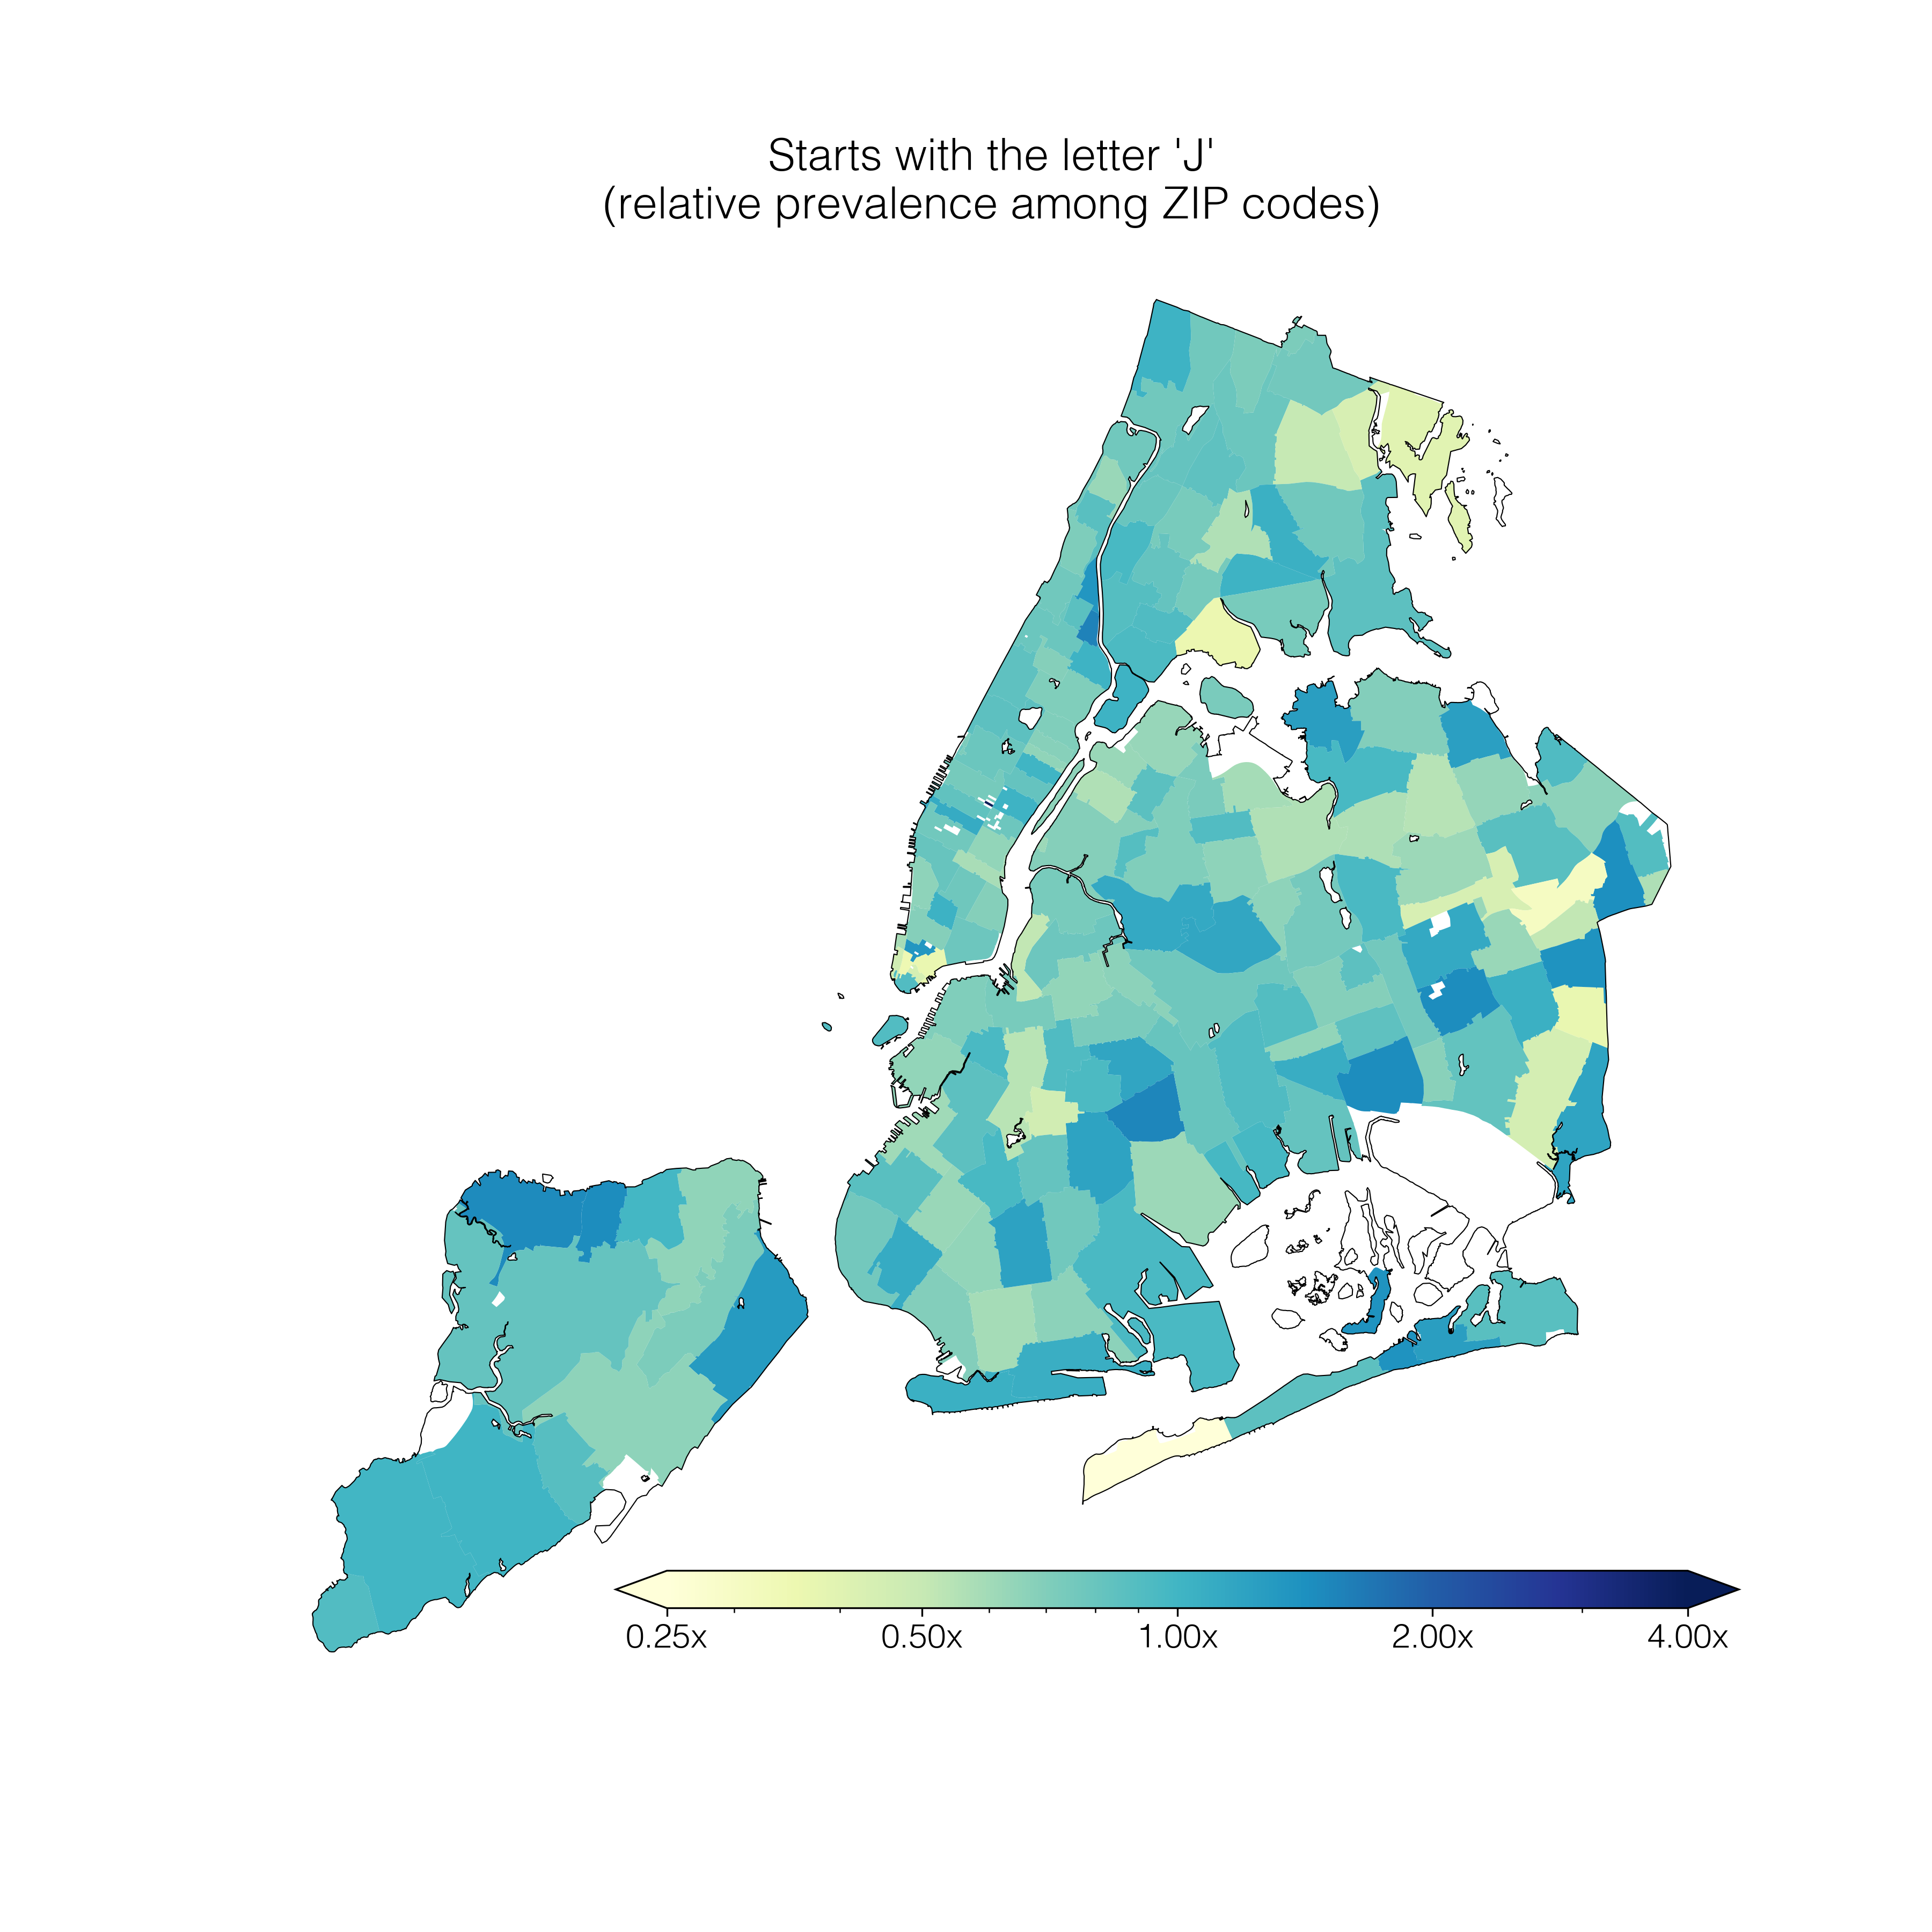 Starts with the letter 'J'
(relative prevalence among ZIP codes)
0.25x 0.50x 1.00x 2.00x 4.00x